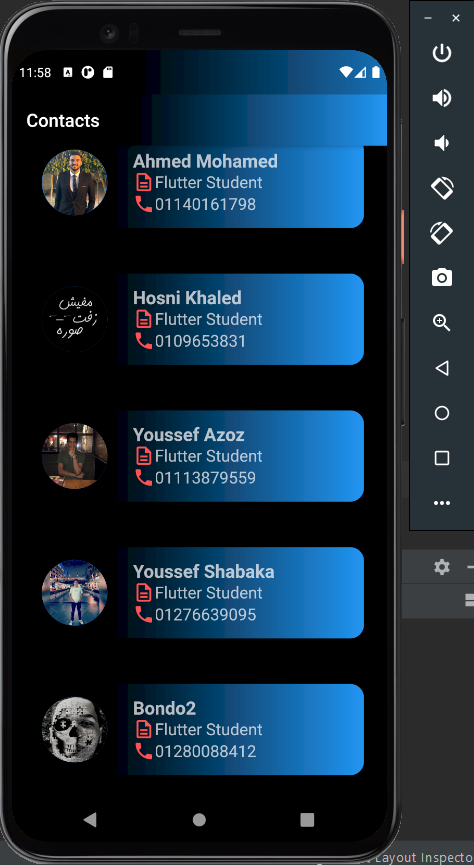 11:58
Contacts
Ahmed Mohamed
Flutter Student
01140161798
Hosni Khaled
Flutter Student
0109653831
مفيش
زفت
صوره
Youssef Azoz
Flutter Student
01113879559
Youssef Shabaka
Flutter Student
01276639095
Bondo2
Flutter Student
01280088412
Layout Inspecto